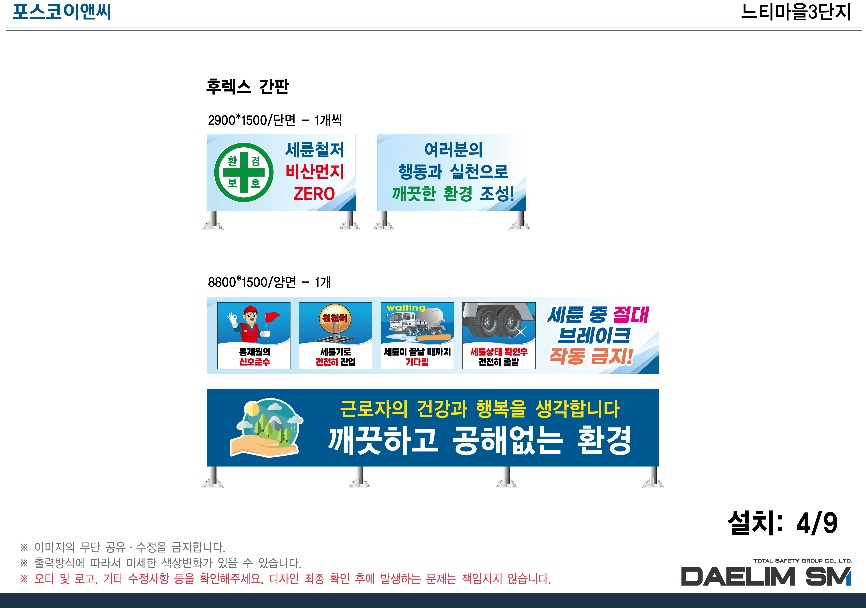 포스코이앤씨
느티마을3단지
후렉스 간판
2900*1500/단면 - 1개씩
환 경
보 호
세륜철저
비산먼지
ZERO
여러분의
행동과 실천으로
깨끗한 환경 조성!
8800*1500/양면 - 1개
통제원의
신호준수
천천히
세륜기로
천천히 진입
waiting
세륜이 끝날 때까지
기다림
세륜상태 확인후
천천히 출발
세륜 중 절대
브레이크
작동 금지!
근로자의 건강과 행복을 생각합니다
깨끗하고 공해없는 환경
설치: 4/9
※ 이미지의 무단 공유·수정을 금지합니다.
※ 출력방식에 따라서 미세한 색상변화가 있을 수 있습니다.
※ 오타 및 로고, 기타 수정사항 등을 확인해주세요. 디자인 최종 확인 후에 발생하는 문제는 책임지지 않습니다.
TOTAL SAFETY GROUP CO., LTD.
DAELIM SM